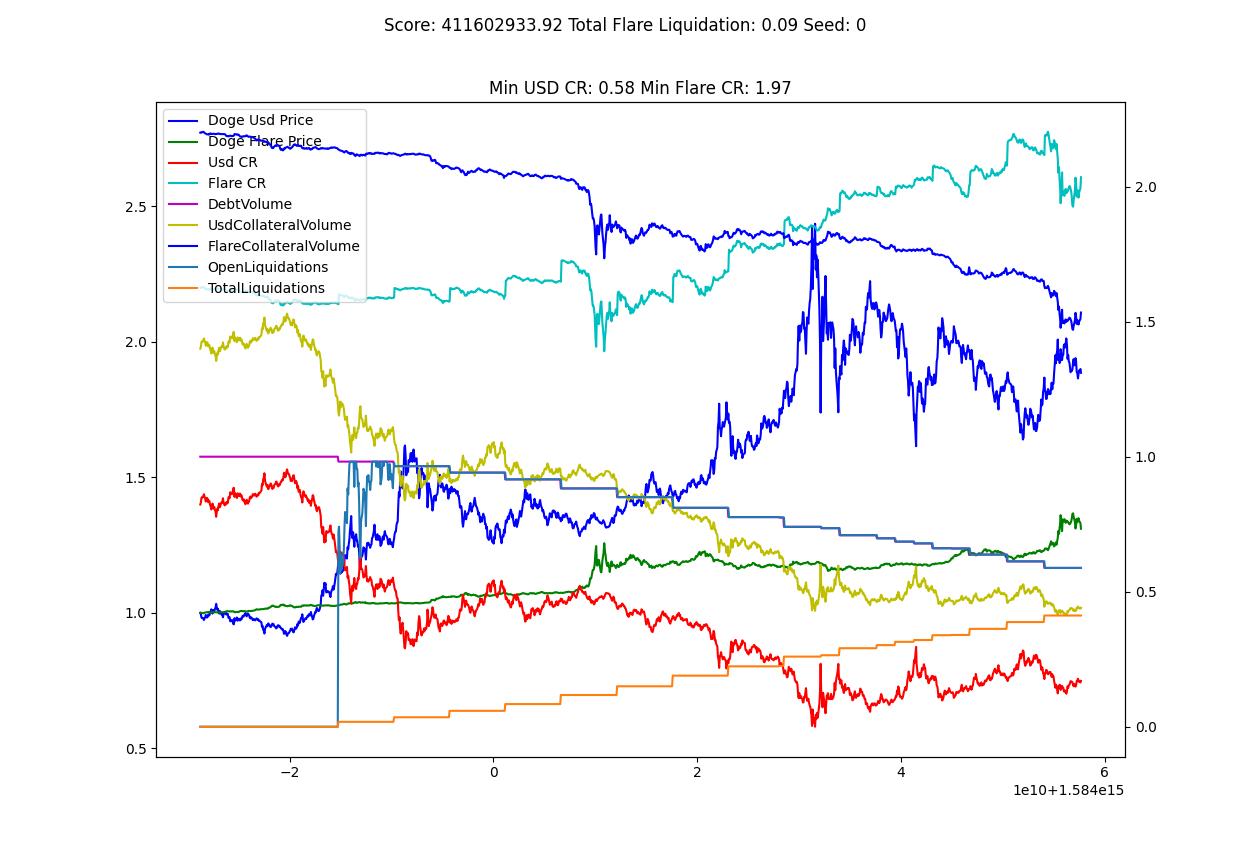 Score: 411602933.92 Total Flare Liquidation: 0.09 Seed: 0
Min USD CR: 0.58 Min Flare CR: 1.97
Doge Usd Price
Doge Flare Price
Usd CR
Flare CR
DebtVolume
UsdCollateralVolume
FlareCollateralVolume
OpenLiquidations
TotalLiquidations
2.5
2.0
1.5
1.0
0.5
2.0
1.5
1.0
0.5
0.0
−2
0
2
4
6
1e10+1.584e15